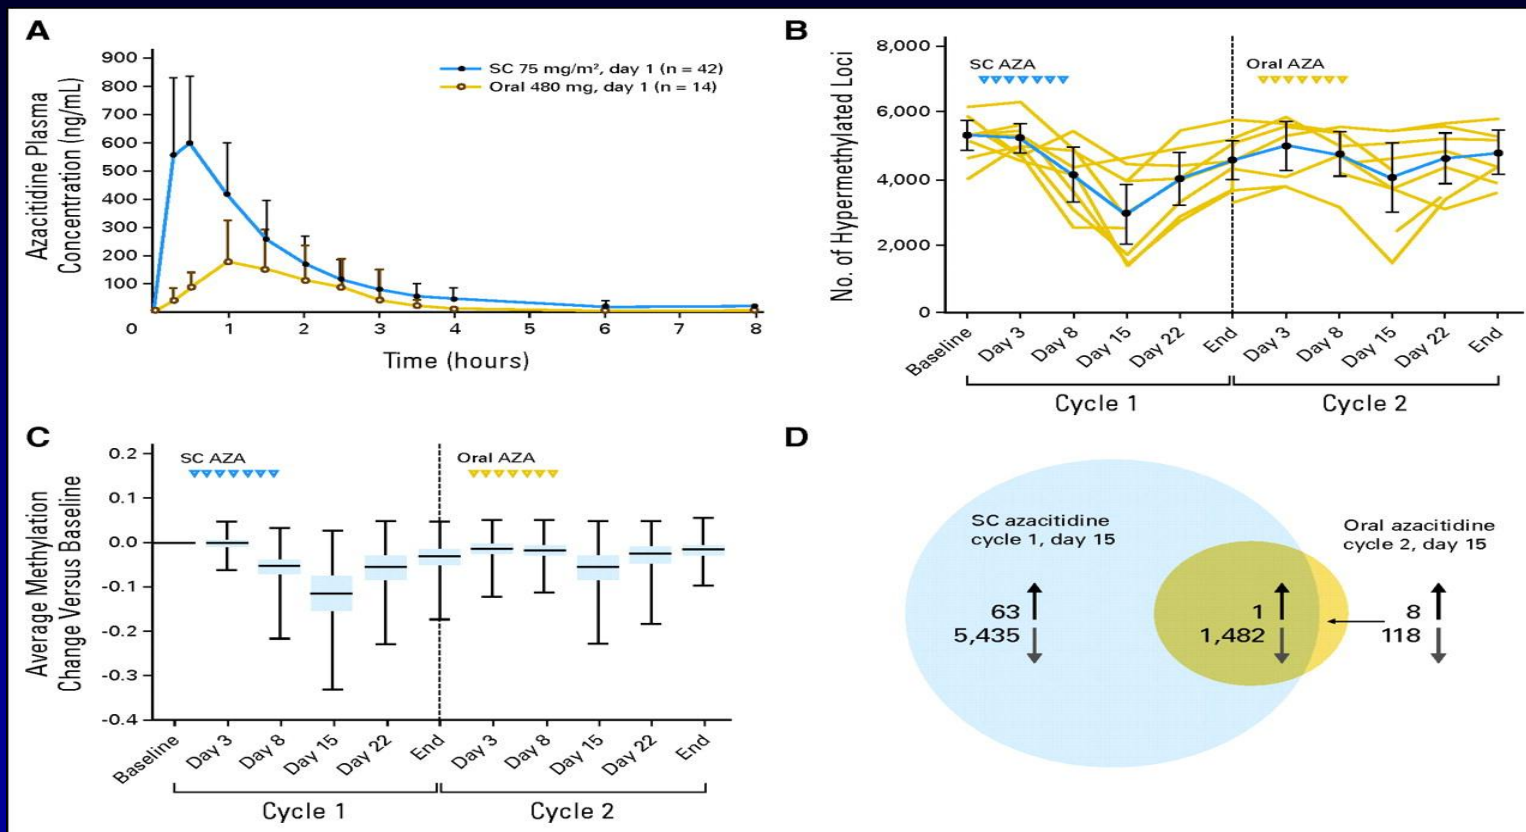 A
Azacitidine Plasma
Concentration (ng/mL)
900
800
700
600
500
400
300
200
100
0
1
2
3
4
5
6
7
8
Time (hours)
SC 75 mg/m², day 1 (n = 42)
Oral 480 mg, day 1 (n = 14)
B
No. of Hypermethylated Loci
8,000
6,000
4,000
2,000
0
SC AZA
Oral AZA
Baseline
Day 3
Day 8
Day 15
Day 22
End
Day 3
Day 8
Day 15
Day 22
End
Cycle 1
Cycle 2
C
Average Methylation
Change Versus Baseline
0.2
0.1
0.0
-0.1
-0.2
-0.3
-0.4
SC AZA
Oral AZA
Baseline
Day 3
Day 8
Day 15
Day 22
End
Day 3
Day 8
Day 15
Day 22
End
Cycle 1
Cycle 2
D
SC azacitidine
cycle 1, day 15
63
5,435
1
1,482
Oral azacitidine
cycle 2, day 15
8
118